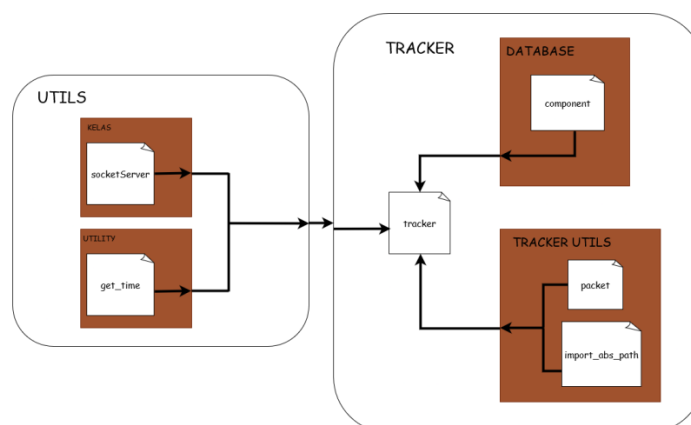 UTILS
KELAS
socketServer
UTILITY
get_time
TRACKER
DATABASE
component
tracker
TRACKER UTILS
packet
import_abs_path